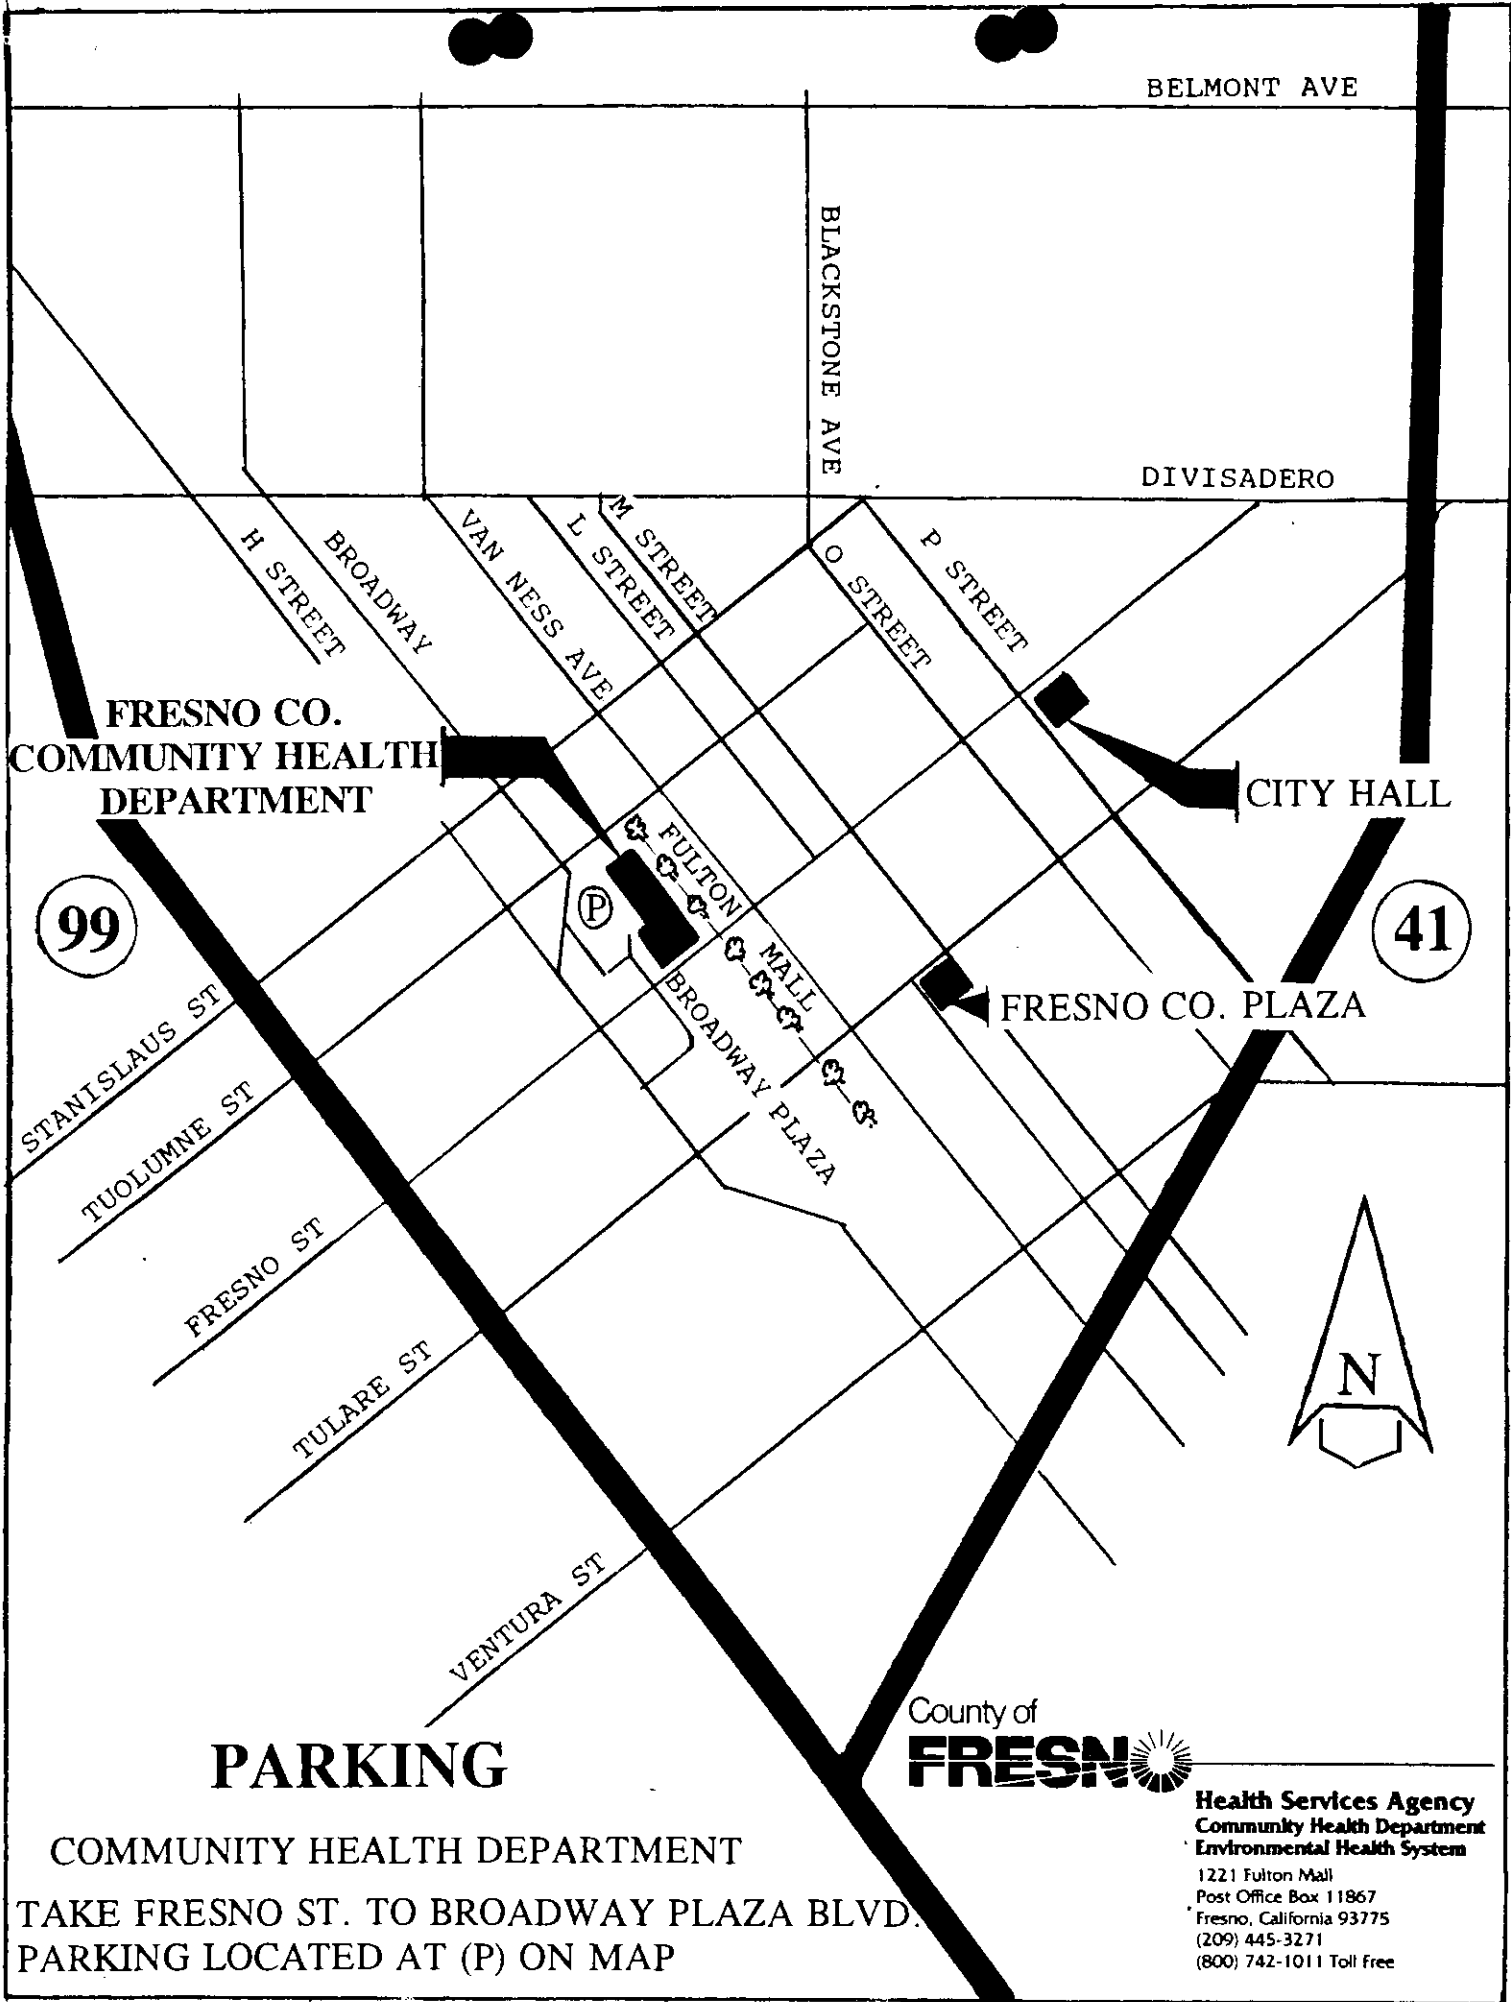 BELMONT AVE
BLACKSTONE AVE
DIVISADERO
H STREET
BROADWAY
VAN NESS AVE
L STREET
M STREET
O STREET
P STREET
FRESNO CO.
COMMUNITY HEALTH
DEPARTMENT
CITY HALL
FULTON MALL
P
99
41
FRESNO CO. PLAZA
BROADWAY PLAZA
STANISLAUS ST
TUOLUMNE ST
FRESNO ST
TULARE ST
VENTURA ST
N
PARKING
COMMUNITY HEALTH DEPARTMENT
TAKE FRESNO ST. TO BROADWAY PLAZA BLVD.
PARKING LOCATED AT (P) ON MAP
County of
FRESNO
Health Services Agency
Community Health Department
Environmental Health System
1221 Fulton Mall
Post Office Box 11867
Fresno, California 93775
(209) 445-3271
(800) 742-1011 Toll Free